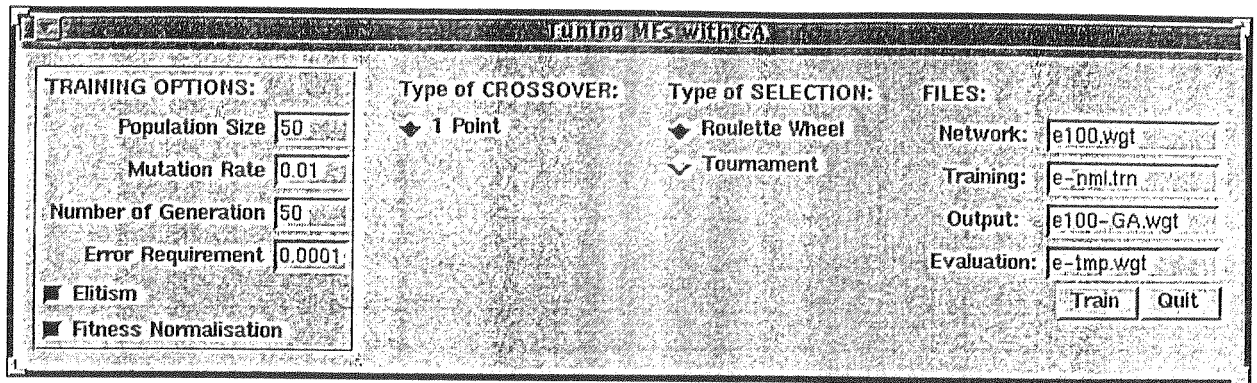 Tuning MFs with GA
TRAINING OPTIONS:
Population Size 50
Mutation Rate 0.01
Number of Generation 50
Error Requirement 0.0001
Elitism
Fitness Normalisation
Type of CROSSOVER:
1 Point
Type of SELECTION:
Roulette Wheel
Tournament
FILES:
Network: e100.wgt
Training: e-nml.trn
Output: e100-GA.wgt
Evaluation: e-tmp.wgt
Train Quit